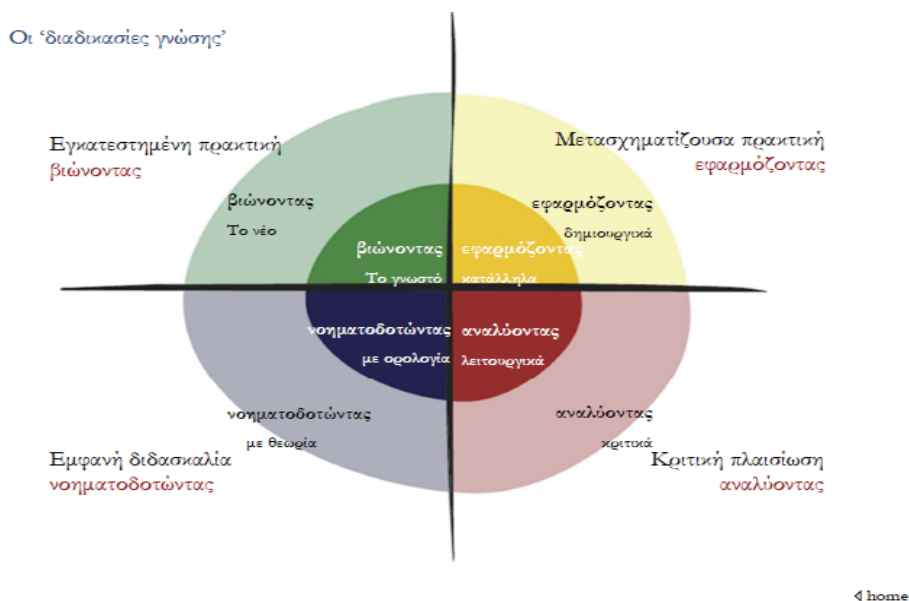 Οι ‘διαδικασίες γνώσης’
Εγκατεστημένη πρακτική
βιώνοντας
Μετασχηματίζουσα πρακτική
εφαρμόζοντας
βιώνοντας
Το νέο
εφαρμόζοντας
δημιουργικά
βιώνοντας
Το γνωστό
εφαρμόζοντας
κατάλληλα
νοηματοδοτώντας
με ορολογία
αναλύοντας
λειτουργικά
νοηματοδοτώντας
με θεωρία
αναλύοντας
κριτικά
Εμφανή διδασκαλία
νοηματοδοτώντας
Κριτική πλαισίωση
αναλύοντας
home